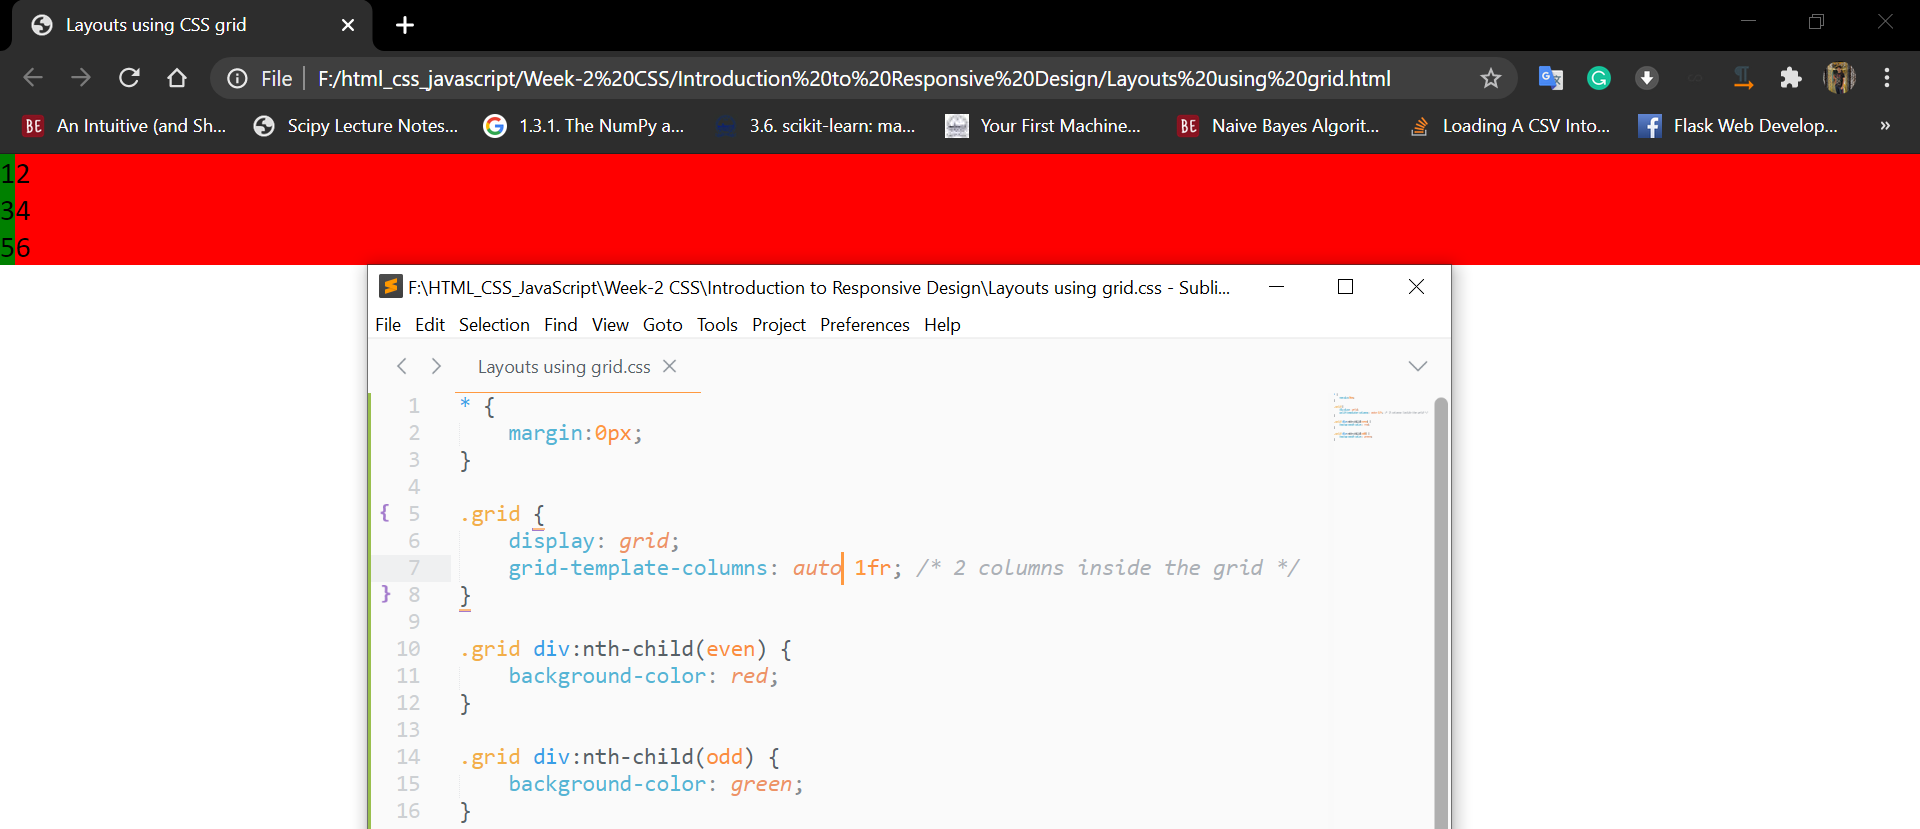 Layouts using CSS grid
File F:/html_css_javascript/Week-2%20CSS/Introduction%20to%20Responsive%20Design/Layouts%20using%20grid.html
BE An Intuitive (and Sh... Scipy Lecture Notes... 1.3.1. The NumPy a... 3.6. scikit-learn: ma... Your First Machine... BE Naive Bayes Algorit... Loading A CSV Into... Flask Web Develop... »
12
34
56
F:\HTML_CSS_JavaScript\Week-2 CSS\Introduction to Responsive Design\Layouts using grid.css - Subli...
File Edit Selection Find View Goto Tools Project Preferences Help
Layouts using grid.css
1 * {
2 margin:0px;
3 }
4
{ 5 .grid {
6 display: grid;
7 grid-template-columns: auto 1fr; /* 2 columns inside the grid */
} 8 }
9
10 .grid div:nth-child(even) {
11 background-color: red;
12 }
13
14 .grid div:nth-child(odd) {
15 background-color: green;
16 }